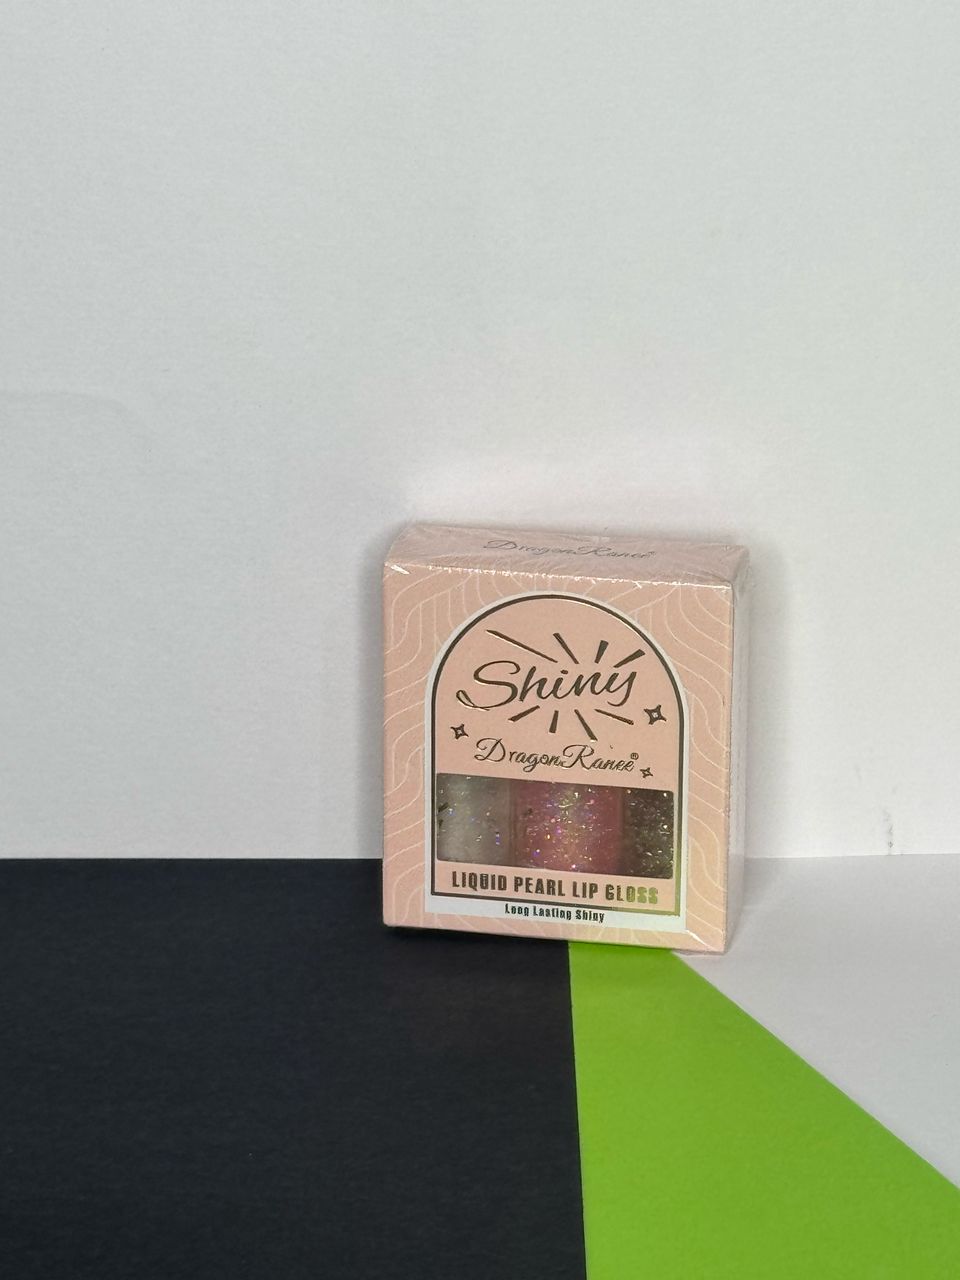 DragonRanee
Shiny
DragonRanee®
LIQUID PEARL LIP GLOSS
Long Lasting Shiny